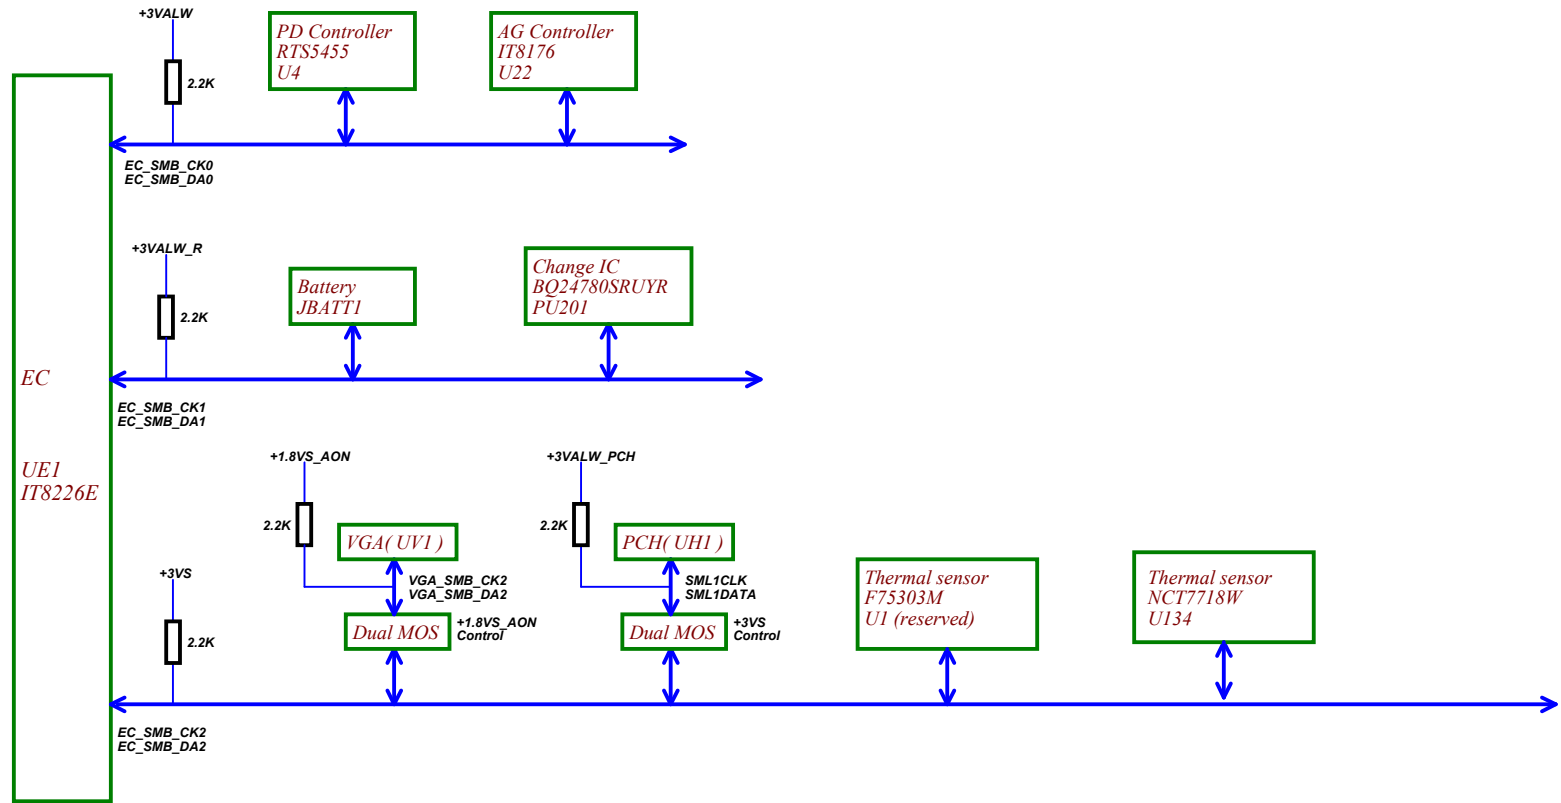 +3VALW
2.2K
PD Controller
RTS5455
U4
AG Controller
IT8176
U22
EC_SMB_CK0
EC_SMB_DA0
+3VALW_R
2.2K
Battery
JBATT1
Change IC
BQ24780SRUYR
PU201
EC
UE1
IT8226E
EC_SMB_CK1
EC_SMB_DA1
+1.8VS_AON
2.2K
VGA( UV1 )
VGA_SMB_CK2
VGA_SMB_DA2
Dual MOS
+1.8VS_AON
Control
+3VALW_PCH
2.2K
PCH( UH1 )
SML1CLK
SML1DATA
Dual MOS
+3VS
Control
Thermal sensor
F75303M
U1 (reserved)
Thermal sensor
NCT7718W
U134
+3VS
2.2K
EC_SMB_CK2
EC_SMB_DA2